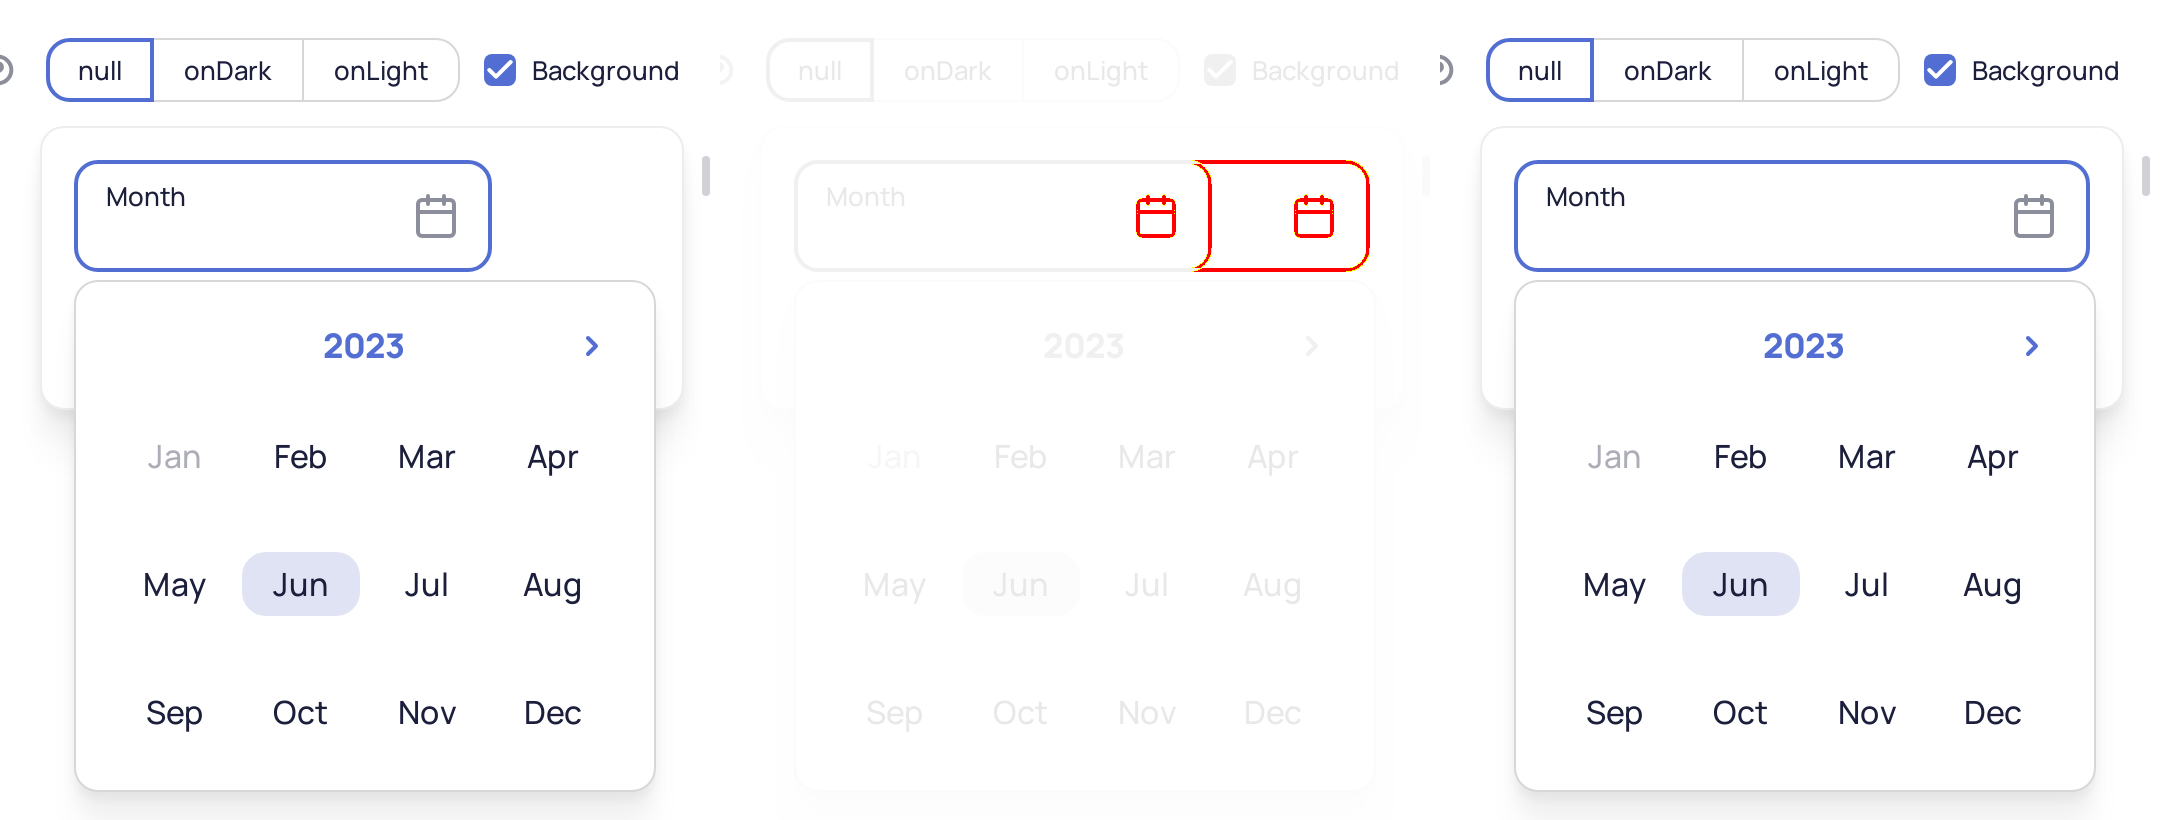 null onDark onLight Background null onDark onLight Background null onDark onLight Background
Month Month Month
2023 2023 2023
Jan Feb Mar Apr Jan Feb Mar Apr Jan Feb Mar Apr
May Jun Jul Aug May Jun Jul Aug May Jun Jul Aug
Sep Oct Nov Dec Sep Oct Nov Dec Sep Oct Nov Dec